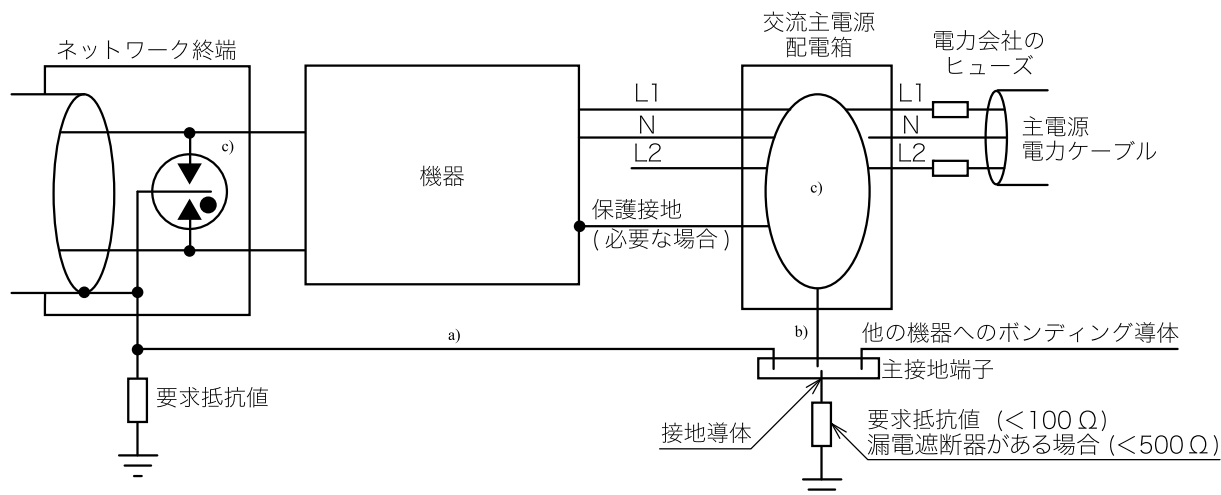 ネットワーク終端
c)
機器
L1
N
L2
保護接地
(必要な場合)
交流主電源
配電箱
c)
電力会社の
ヒューズ
L1
N
L2
主電源
電力ケーブル
a)
b)
他の機器へのボンディング導体
主接地端子
要求抵抗値
接地導体
要求抵抗値 (<100Ω)
漏電遮断器がある場合 (<500Ω)